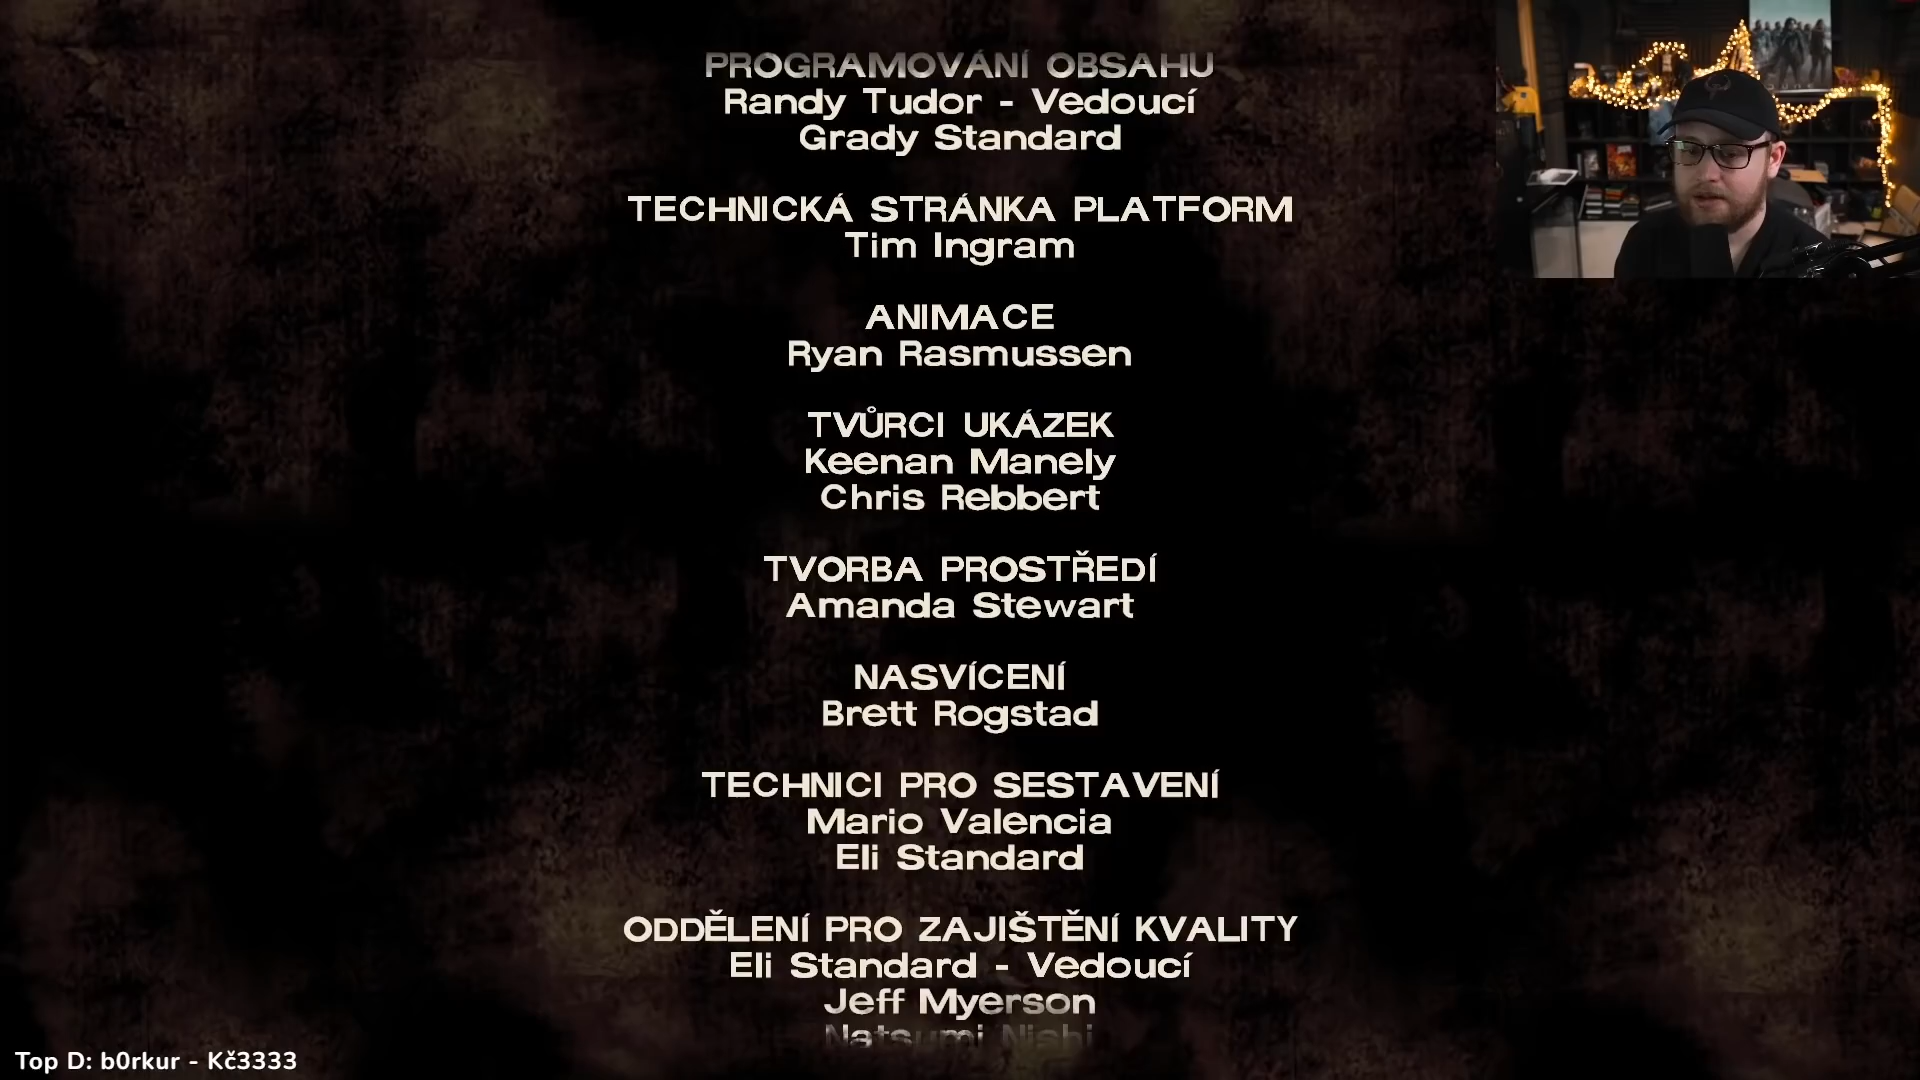 PROGRAMOVÁNÍ OBSAHU
Randy Tudor - Vedoucí
Grady Standard
TECHNICKÁ STRÁNKA PLATFORM
Tim Ingram
ANIMACE
Ryan Rasmussen
TVŮRCI UKÁZEK
Keenan Manely
Chris Rebbert
TVORBA PROSTŘEDÍ
Amanda Stewart
NASVÍCENÍ
Brett Rogstad
TECHNICI PRO SESTAVENÍ
Mario Valencia
Eli Standard
ODDĚLENÍ PRO ZAJIŠTĚNÍ KVALITY
Eli Standard - Vedoucí
Jeff Myerson
Natsumi Nishi
Top D: b0rkur - Kč3333